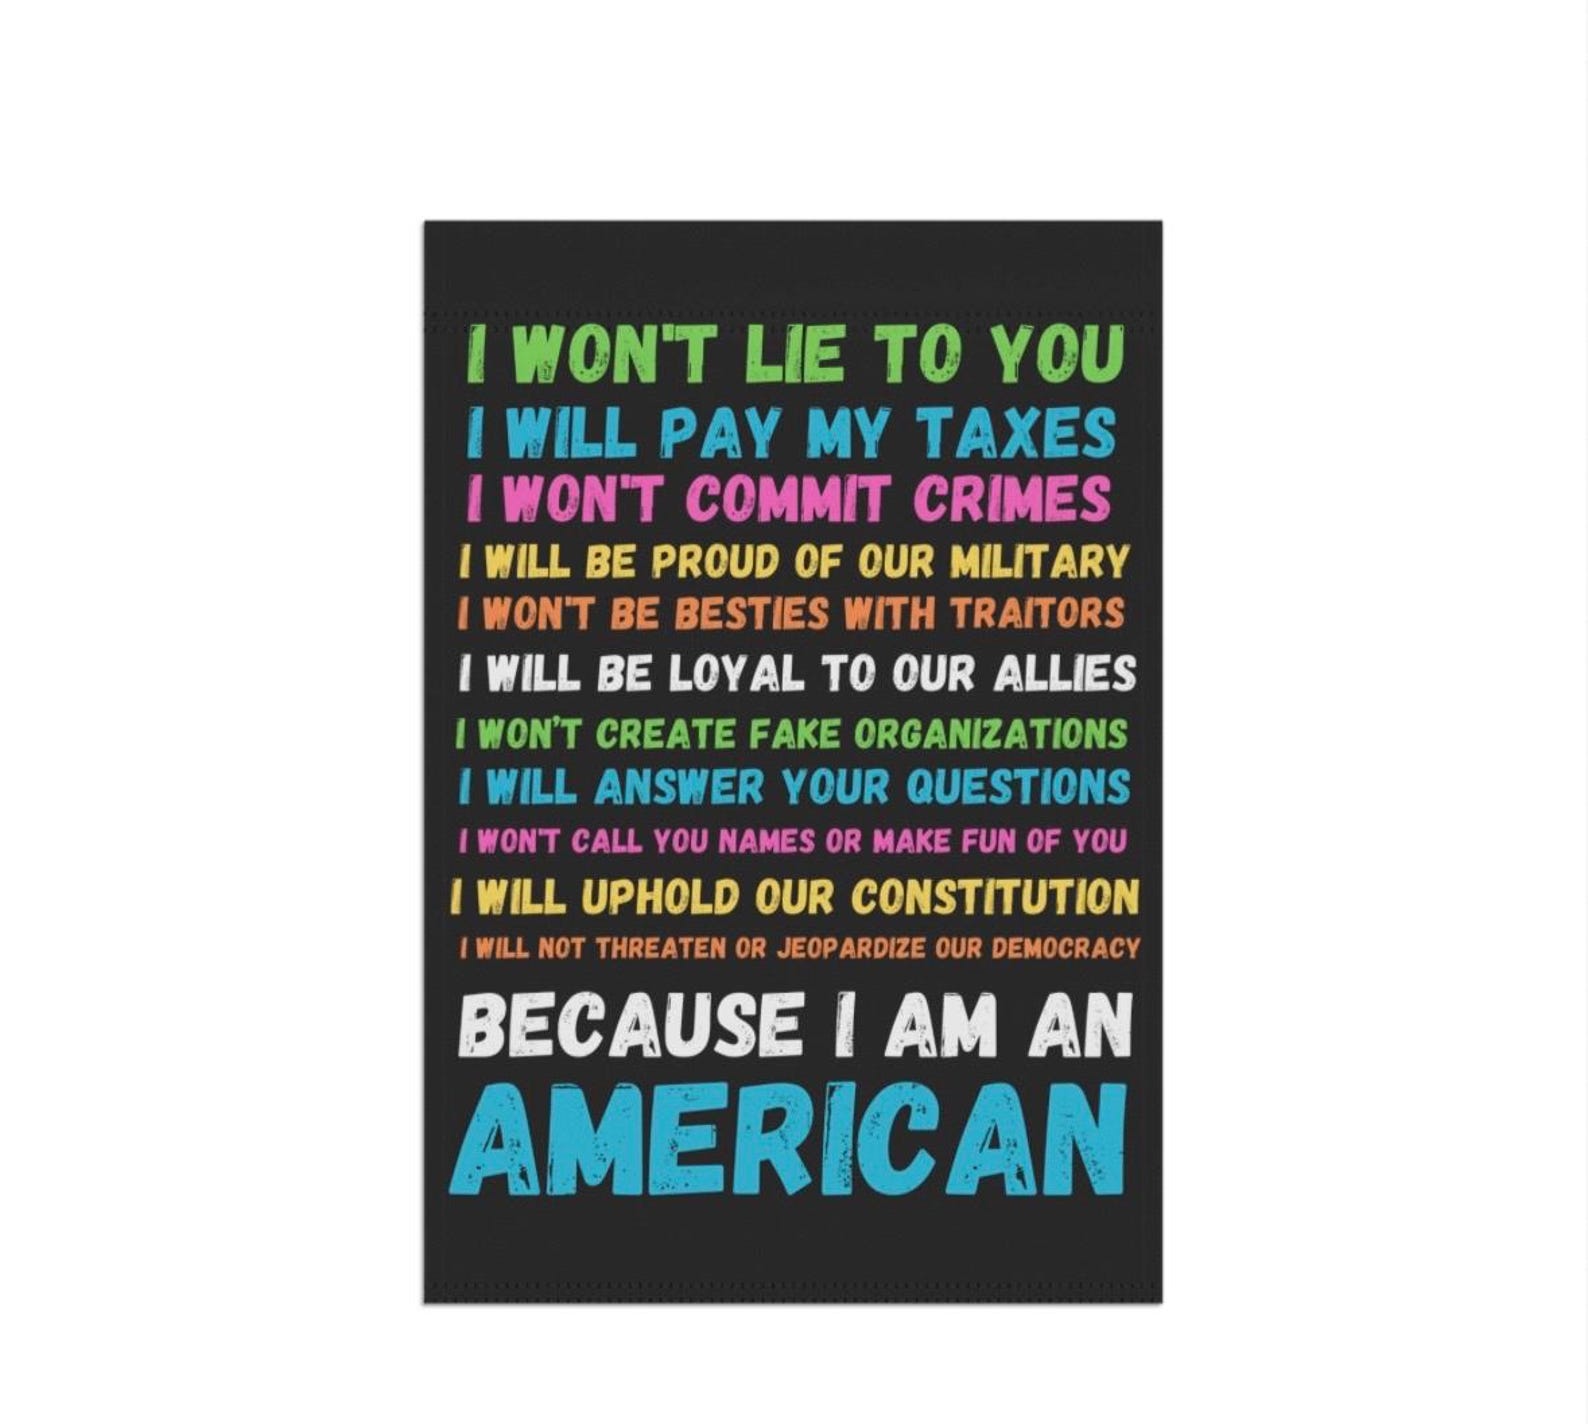 I WON'T LIE TO YOU
I WILL PAY MY TAXES
I WON'T COMMIT CRIMES
I WILL BE PROUD OF OUR MILITARY
I WON'T BE BESTIES WITH TRAITORS
I WILL BE LOYAL TO OUR ALLIES
I WON’T CREATE FAKE ORGANIZATIONS
I WILL ANSWER YOUR QUESTIONS
I WON'T CALL YOU NAMES OR MAKE FUN OF YOU
I WILL UPHOLD OUR CONSTITUTION
I WILL NOT THREATEN OR JEOPARDIZE OUR DEMOCRACY
BECAUSE I AM AN
AMERICAN